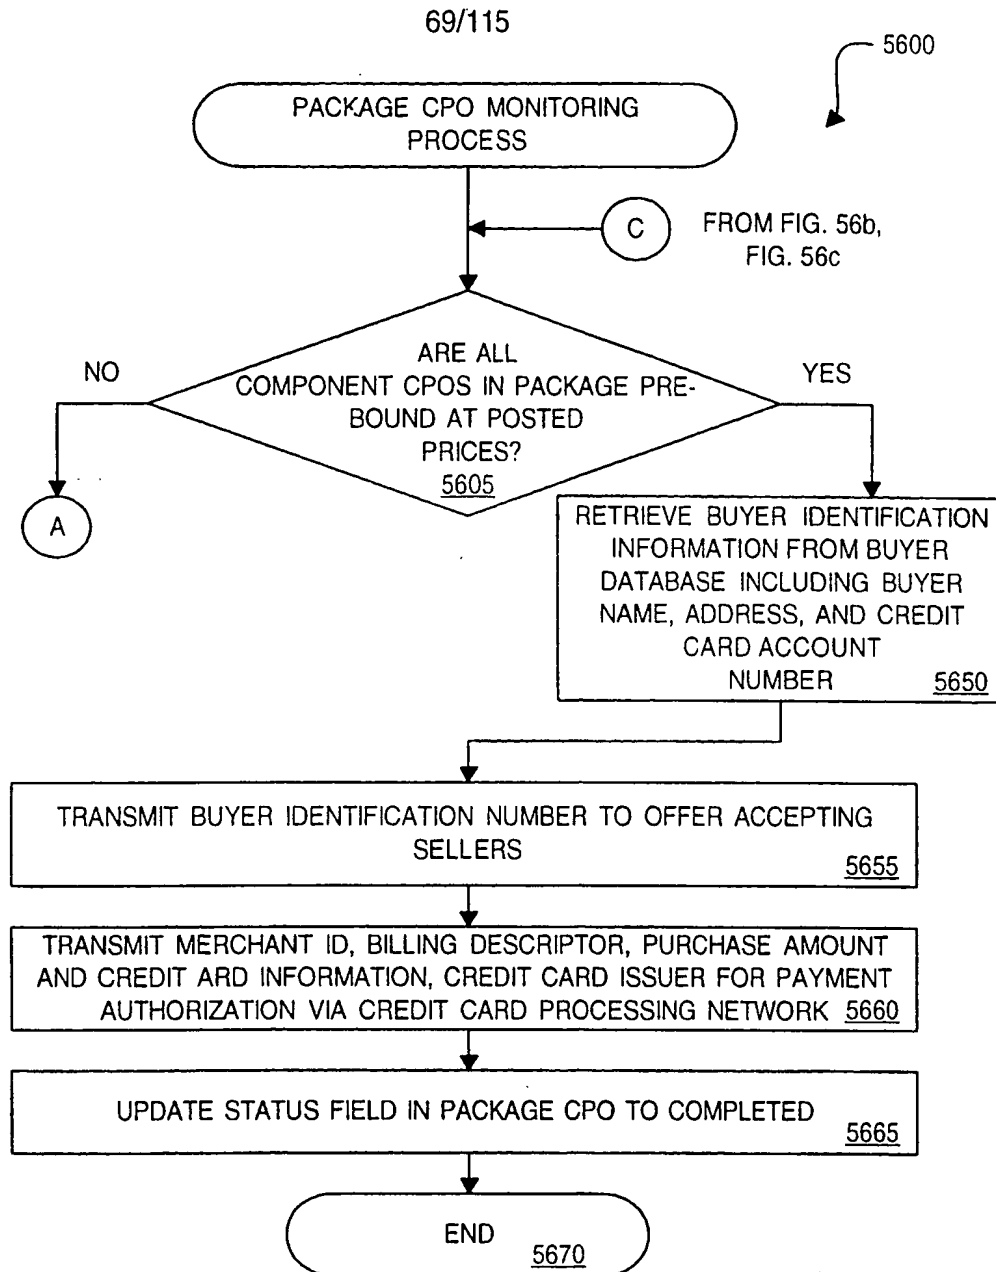 69/115
5600
PACKAGE CPO MONITORING
PROCESS
C
FROM FIG. 56b,
FIG. 56c
ARE ALL
COMPONENT CPOS IN PACKAGE PRE-
BOUND AT POSTED
PRICES?
5605
NO
YES
A
RETRIEVE BUYER IDENTIFICATION
INFORMATION FROM BUYER
DATABASE INCLUDING BUYER
NAME, ADDRESS, AND CREDIT
CARD ACCOUNT
NUMBER 5650
TRANSMIT BUYER IDENTIFICATION NUMBER TO OFFER ACCEPTING
SELLERS
5655
TRANSMIT MERCHANT ID, BILLING DESCRIPTOR, PURCHASE AMOUNT
AND CREDIT ARD INFORMATION, CREDIT CARD ISSUER FOR PAYMENT
AUTHORIZATION VIA CREDIT CARD PROCESSING NETWORK 5660
UPDATE STATUS FIELD IN PACKAGE CPO TO COMPLETED
5665
END
5670